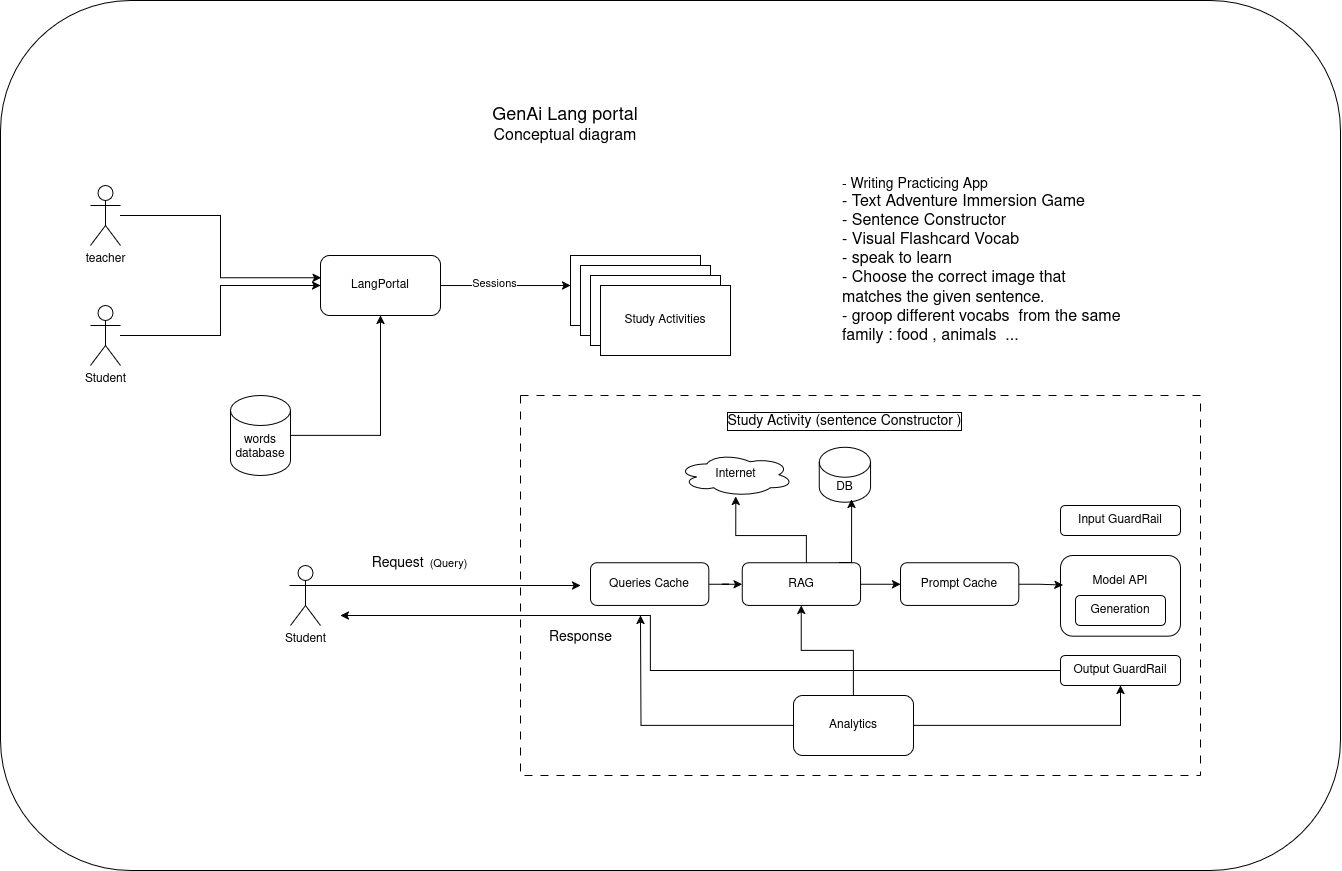 GenAi Lang portal
Conceptual diagram
- Writing Practicing App
- Text Adventure Immersion Game
- Sentence Constructor
- Visual Flashcard Vocab
- speak to learn
- Choose the correct image that
matches the given sentence.
- groop different vocabs from the same
family : food , animals ...
teacher
LangPortal
Sessions
Study Activities
Student
words
database
Study Activity (sentence Constructor )
Internet
DB
Input GuardRail
Request (Query)
Queries Cache
RAG
Prompt Cache
Model API
Generation
Student
Response
Output GuardRail
Analytics